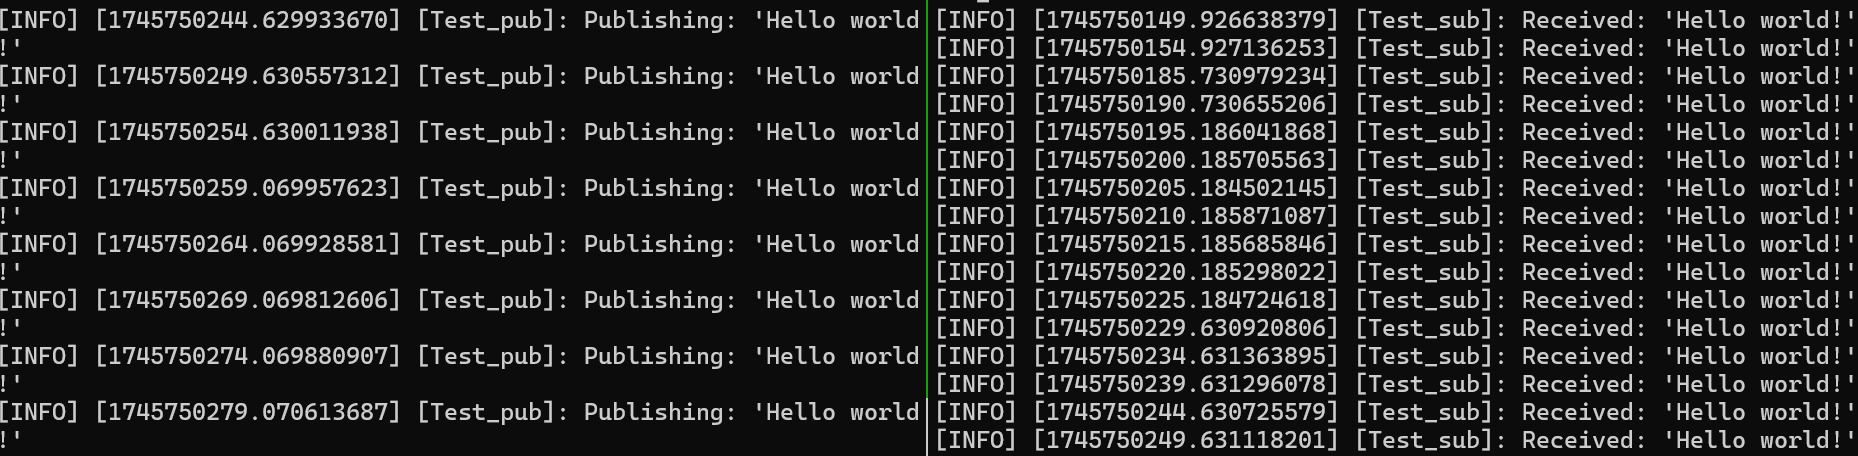 [INFO] [1745750244.629933670] [Test_pub]: Publishing: 'Hello world
!'
[INFO] [1745750249.630557312] [Test_pub]: Publishing: 'Hello world
!'
[INFO] [1745750254.630011938] [Test_pub]: Publishing: 'Hello world
!'
[INFO] [1745750259.069957623] [Test_pub]: Publishing: 'Hello world
!'
[INFO] [1745750264.069928581] [Test_pub]: Publishing: 'Hello world
!'
[INFO] [1745750269.069812606] [Test_pub]: Publishing: 'Hello world
!'
[INFO] [1745750274.069880907] [Test_pub]: Publishing: 'Hello world
!'
[INFO] [1745750279.070613687] [Test_pub]: Publishing: 'Hello world
!'
[INFO] [1745750149.926638379] [Test_sub]: Received: 'Hello world!'
[INFO] [1745750154.927136253] [Test_sub]: Received: 'Hello world!'
[INFO] [1745750185.730979234] [Test_sub]: Received: 'Hello world!'
[INFO] [1745750190.730655206] [Test_sub]: Received: 'Hello world!'
[INFO] [1745750195.186041868] [Test_sub]: Received: 'Hello world!'
[INFO] [1745750200.185705563] [Test_sub]: Received: 'Hello world!'
[INFO] [1745750205.184502145] [Test_sub]: Received: 'Hello world!'
[INFO] [1745750210.185871087] [Test_sub]: Received: 'Hello world!'
[INFO] [1745750215.185685846] [Test_sub]: Received: 'Hello world!'
[INFO] [1745750220.185298022] [Test_sub]: Received: 'Hello world!'
[INFO] [1745750225.184724618] [Test_sub]: Received: 'Hello world!'
[INFO] [1745750229.630920806] [Test_sub]: Received: 'Hello world!'
[INFO] [1745750234.631363895] [Test_sub]: Received: 'Hello world!'
[INFO] [1745750239.631296078] [Test_sub]: Received: 'Hello world!'
[INFO] [1745750244.630725579] [Test_sub]: Received: 'Hello world!'
[INFO] [1745750249.631118201] [Test_sub]: Received: 'Hello world!'